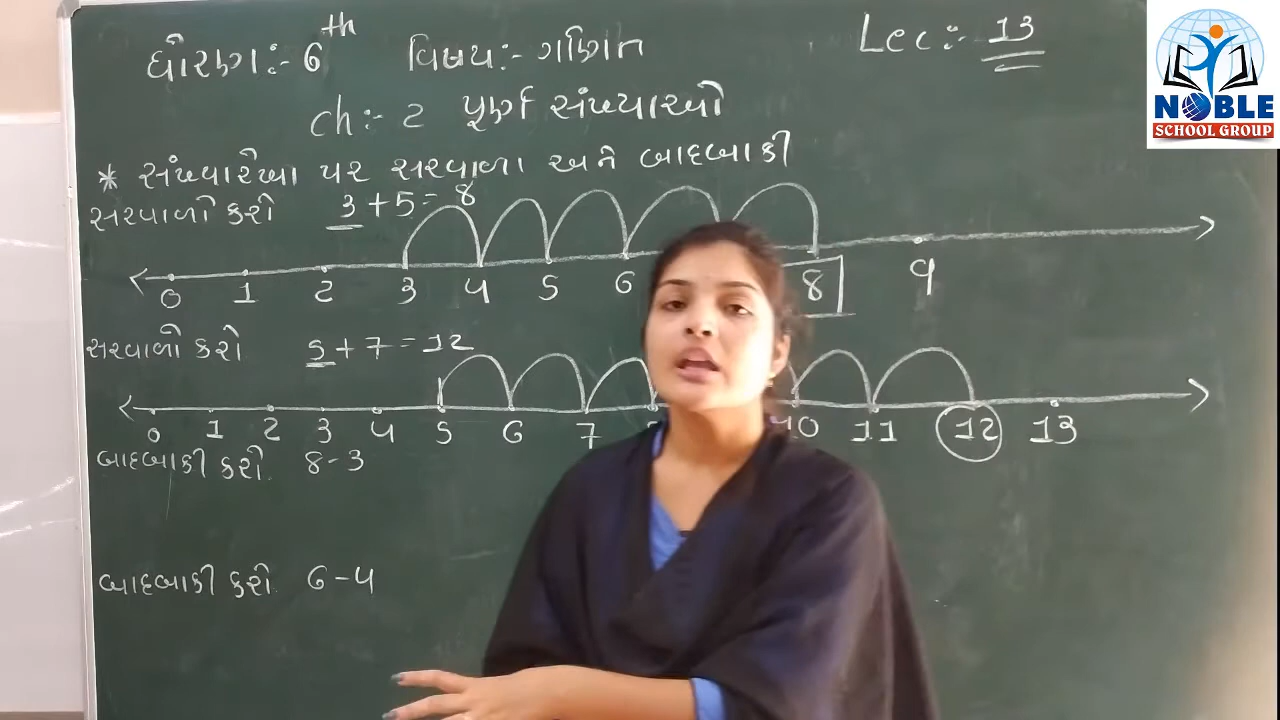 ધોરણ:- 6th વિષય:- ગણિત Lec:- 13
NOBLE
SCHOOL GROUP
ch:- 2 પૂર્ણ સંખ્યાઓ
* સંખ્યારેખા પર સરવાળા અને બાદબાકી
સરવાળો કરો 3+5=8
0 1 2 3 4 5 6 8 9
સરવાળો કરો 5+7=12
0 1 2 3 4 5 6 7 8 10 11 12 13
બાદબાકી કરો. 8-3
બાદબાકી કરો. 6-4